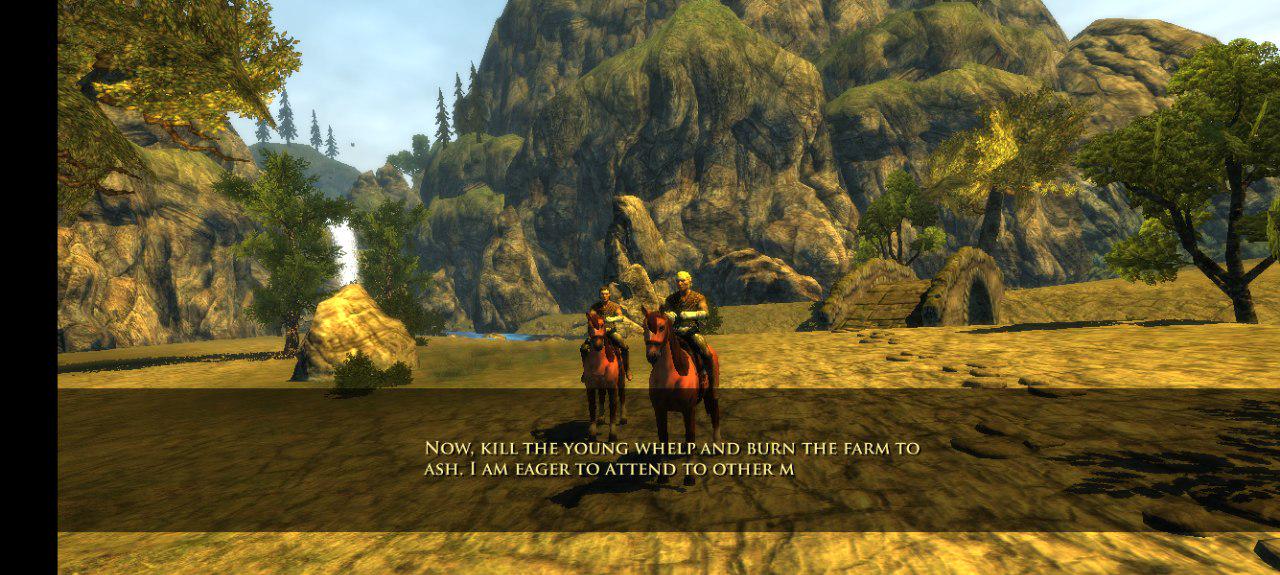 Now, kill the young whelp and burn the farm to
ash. I am eager to attend to other m